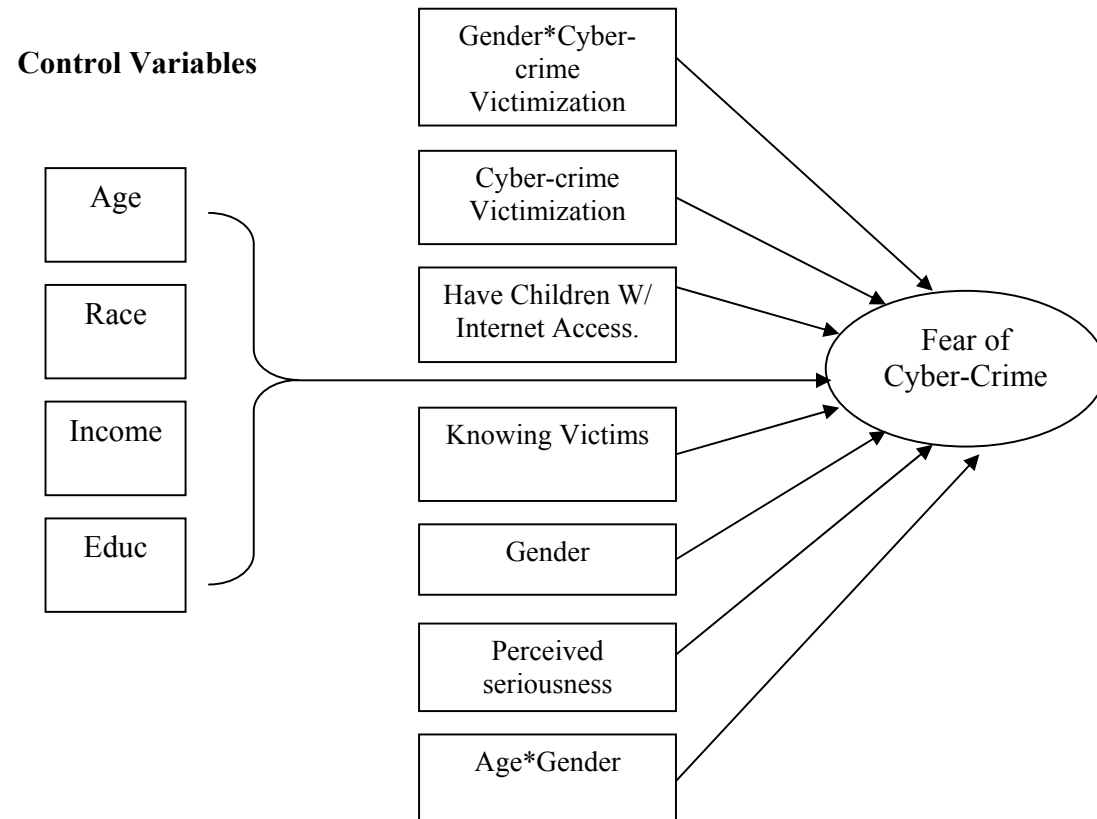 Control Variables
Age
Race
Income
Educ
Gender*Cyber-
crime
Victimization
Cyber-crime
Victimization
Have Children W/
Internet Access.
Knowing Victims
Gender
Perceived
seriousness
Age*Gender
Fear of
Cyber-Crime